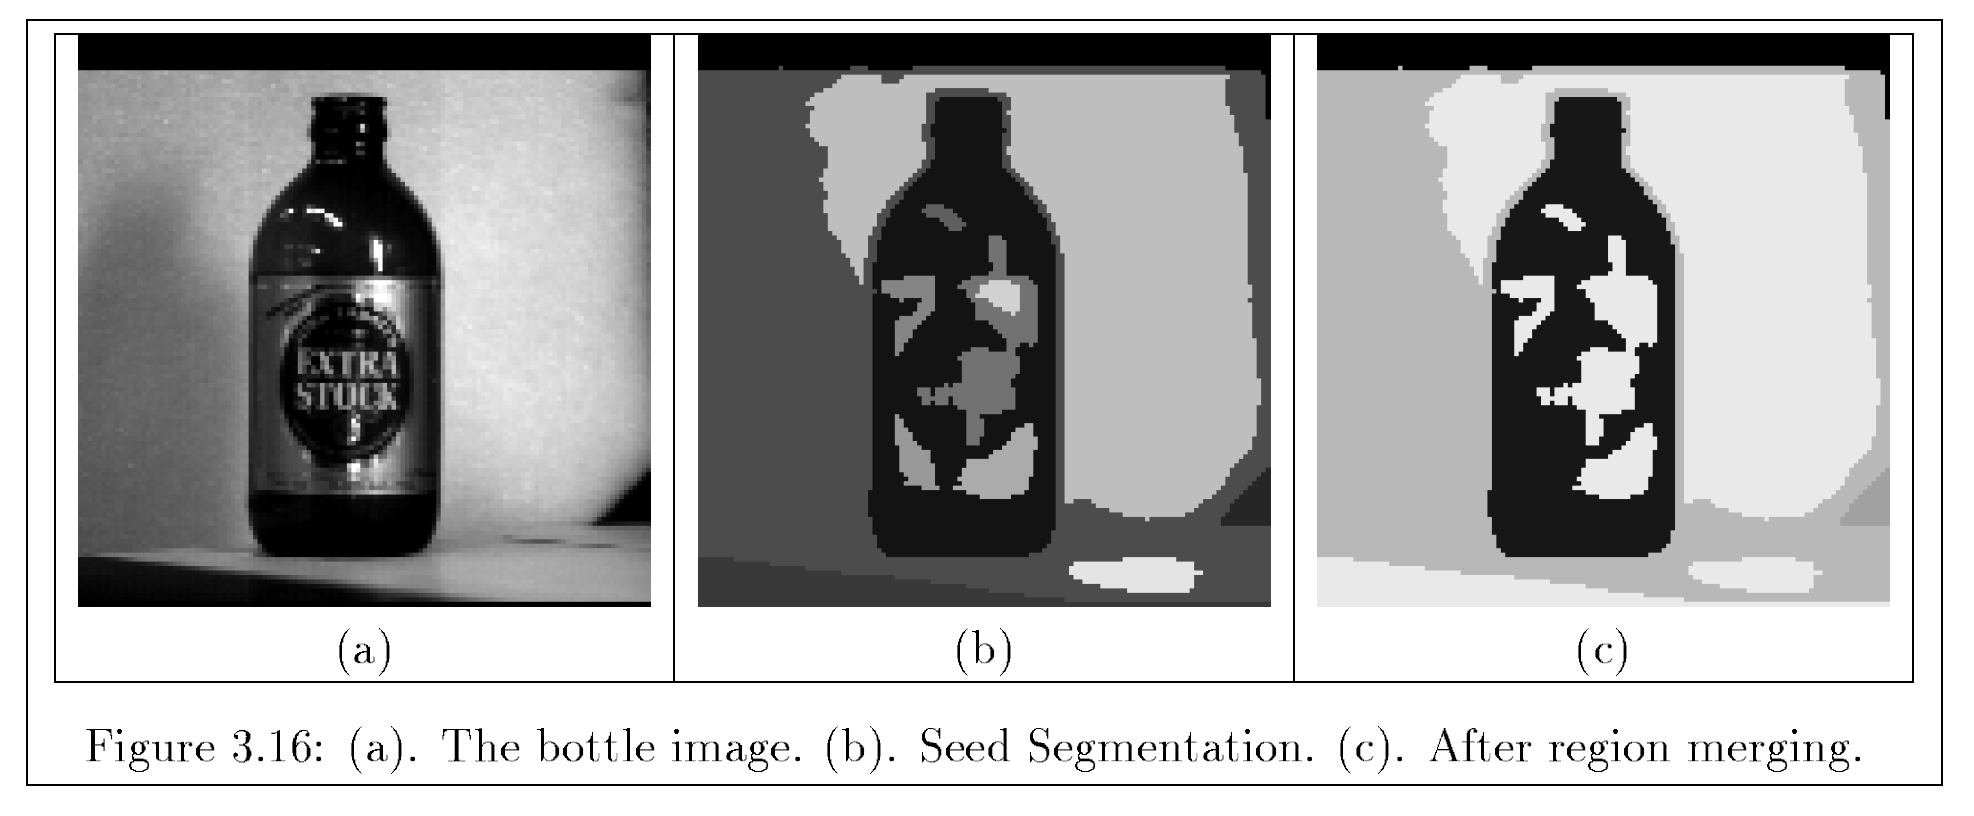 EXTRA
STOCK
(a)
(b)
(c)
Figure 3.16: (a). The bottle image. (b). Seed Segmentation. (c). After region merging.